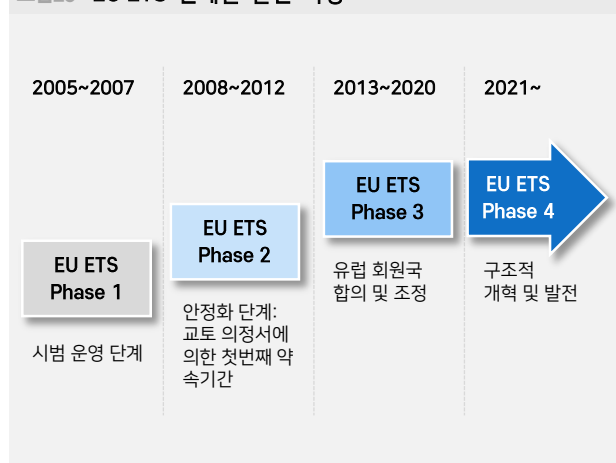 EU ETS
2005~2007
2008~2012
2013~2020
2021~
EU ETS
Phase 1
시범 운영 단계
EU ETS
Phase 2
안정화 단계:
교토 의정서에
의한 첫번째 약
속기간
EU ETS
Phase 3
유럽 회원국
합의 및 조정
EU ETS
Phase 4
구조적
개혁 및 발전